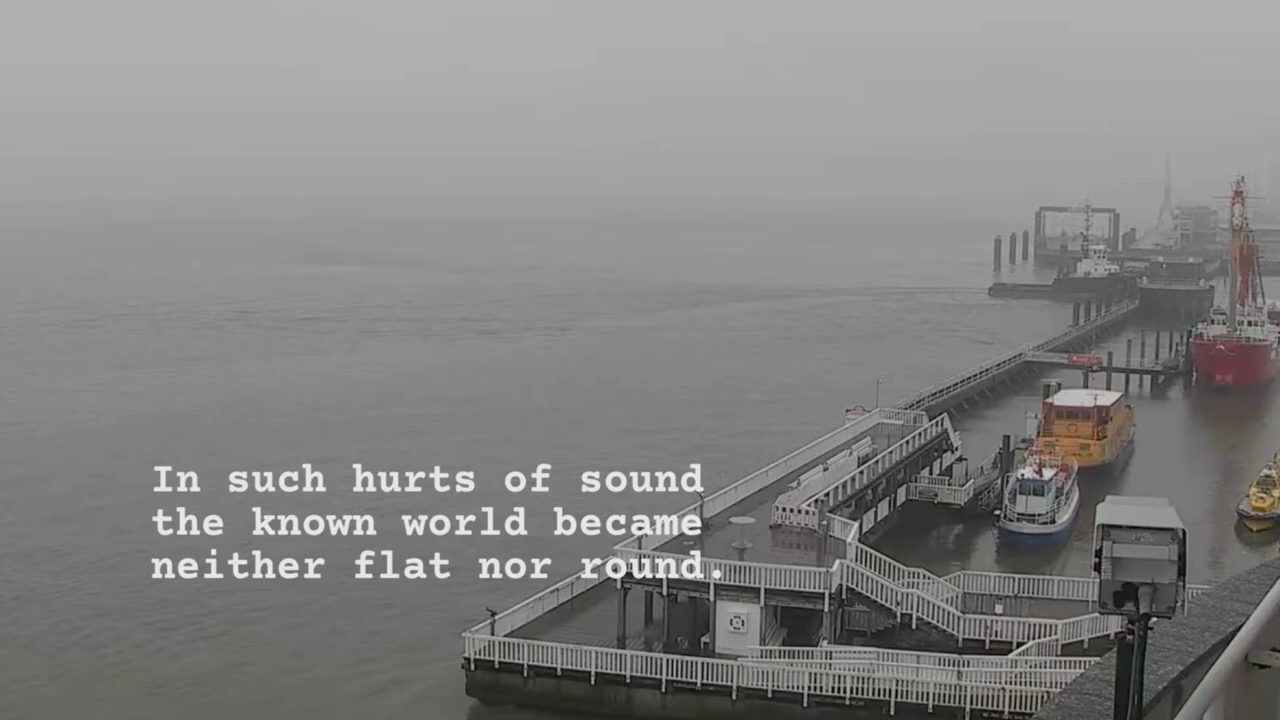 In such hurts of sound
the known world became
neither flat nor round.